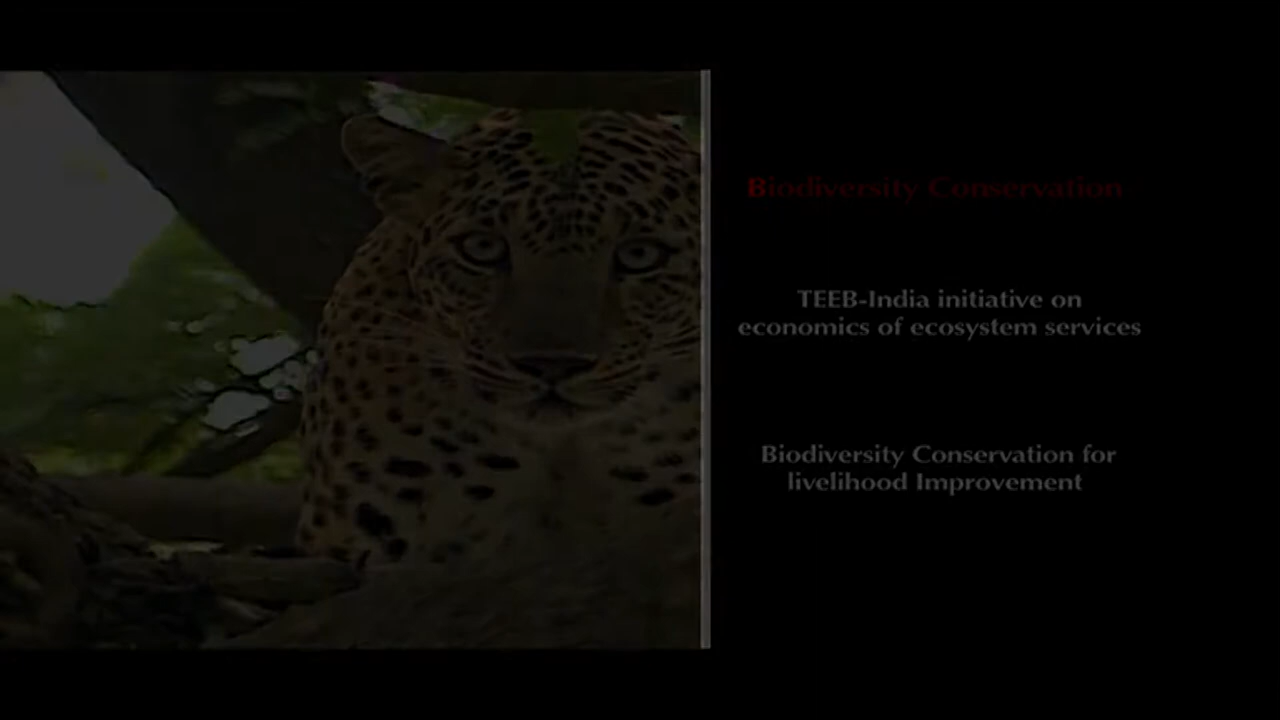 Biodiversity Conservation
TEEB-India initiative on
economics of ecosystem services
Biodiversity Conservation for
livelihood Improvement